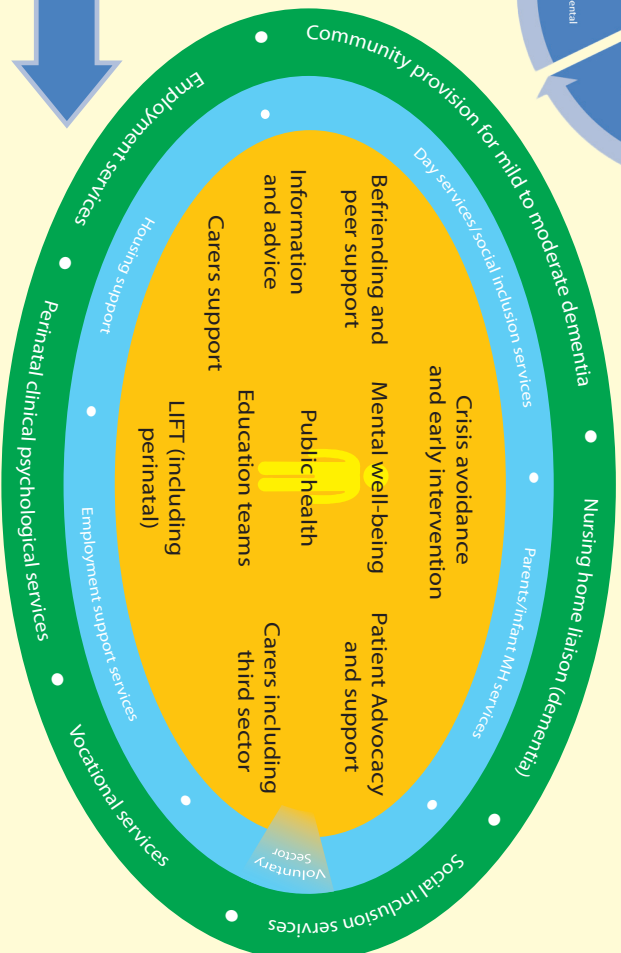 ental
Community provision for mild to moderate dementia
Nursing home liaison (dementia)
Social inclusion services
Vocational services
Perinatal clinical psychological services
Employment services
Day services/social inclusion services
Parents/infant MH services
Voluntary
Sector
Employment support services
Housing support
Crisis avoidance
and early intervention
Befriending and
peer support
Mental well-being
Patient Advocacy
and support
Information
and advice
Public health
Carers support
Education teams
Carers including
third sector
LIFT (including
perinatal)